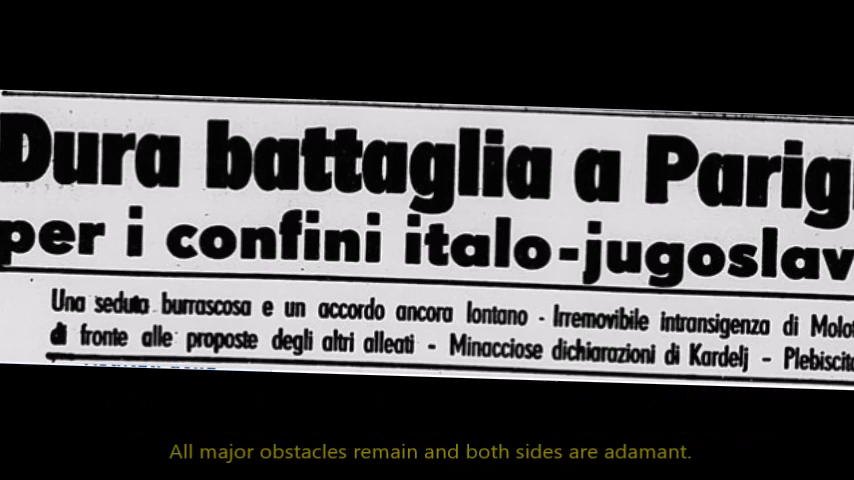 Dura battaglia a Parig
per i confini italo-jugoslav
Una seduta burrascosa e un accordo ancora lontano - Irremovibile intransigenza di Molot
di fronte alle proposte degli altri alleati - Minacciose dichiarazioni di Kardelj - Plebiscito
All major obstacles remain and both sides are adamant.